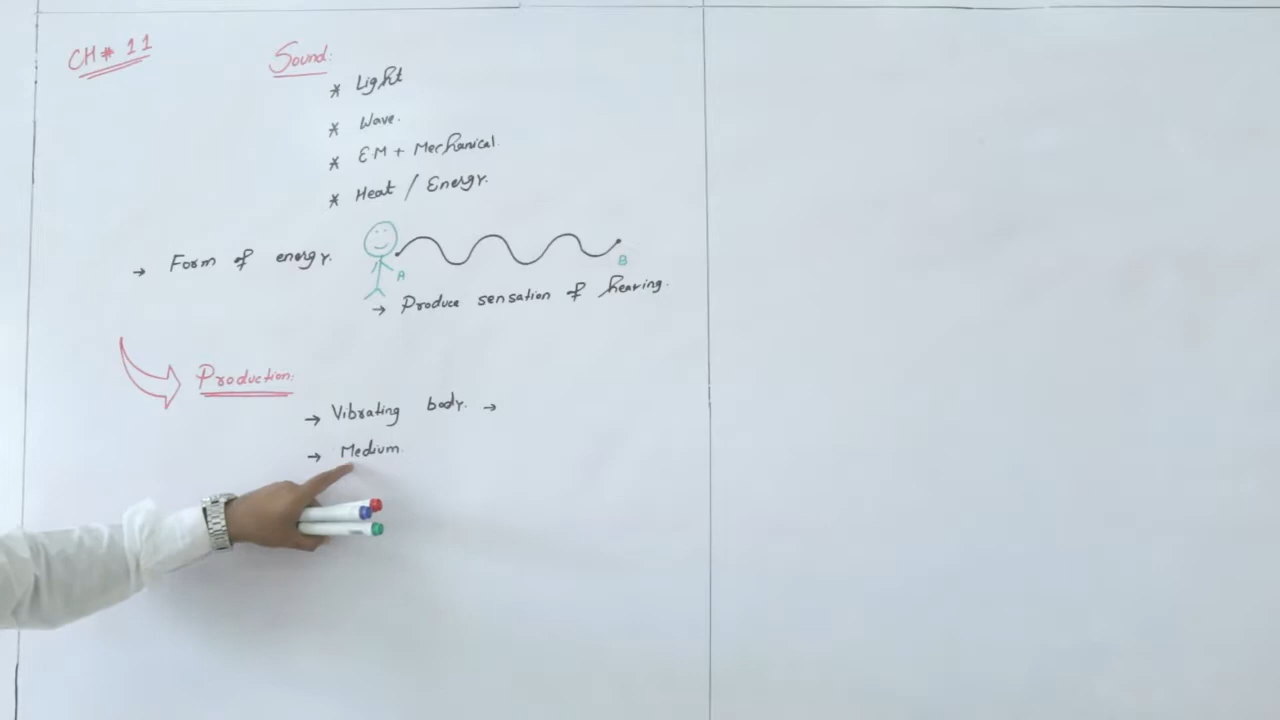 CH# 11
Sound:
* Light
* Wave.
* EM + Mechanical.
* Heat / Energy.
→ Form of energy.
A
B
→ Produce sensation of hearing.
Production:
→ Vibrating body. →
→ Medium.